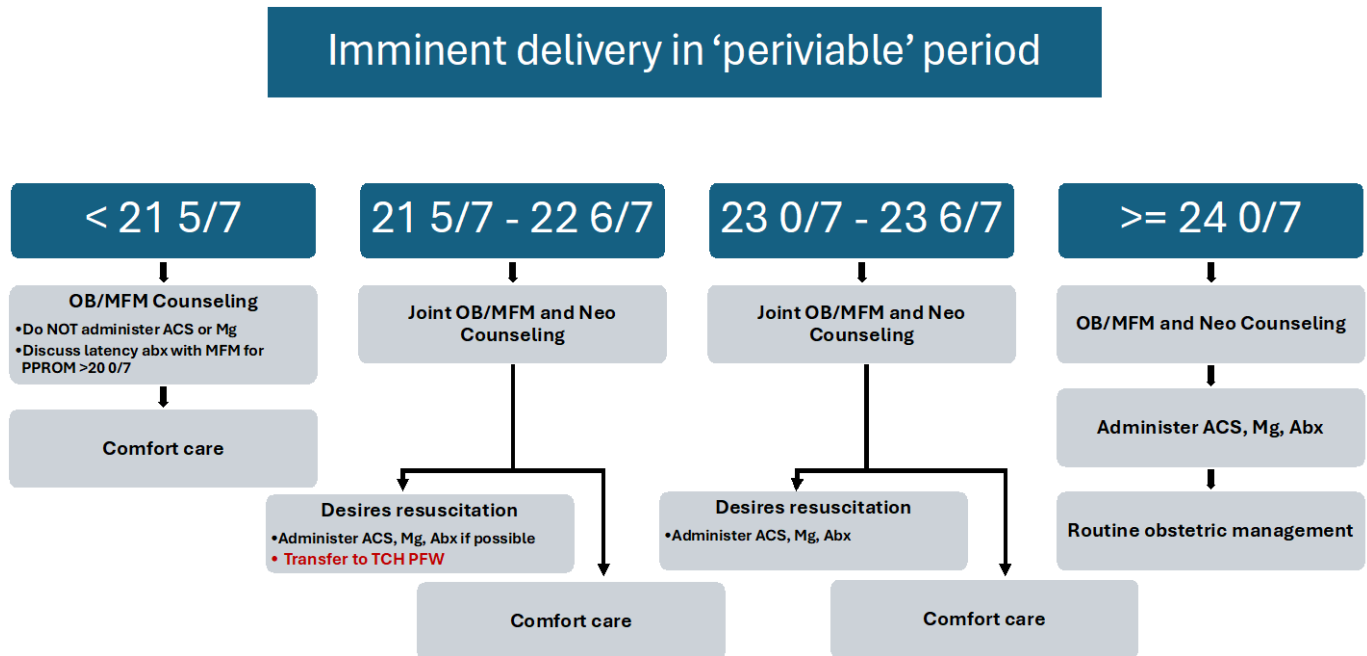 Imminent delivery in ‘periviable’ period
< 21 5/7
OB/MFM Counseling
•Do NOT administer ACS or Mg
•Discuss latency abx with MFM for
PPROM >20 0/7
Comfort care
21 5/7 - 22 6/7
Joint OB/MFM and Neo
Counseling
Desires resuscitation
•Administer ACS, Mg, Abx if possible
• Transfer to TCH PFW
Comfort care
23 0/7 - 23 6/7
Joint OB/MFM and Neo
Counseling
Desires resuscitation
•Administer ACS, Mg, Abx
Comfort care
>= 24 0/7
OB/MFM and Neo Counseling
Administer ACS, Mg, Abx
Routine obstetric management